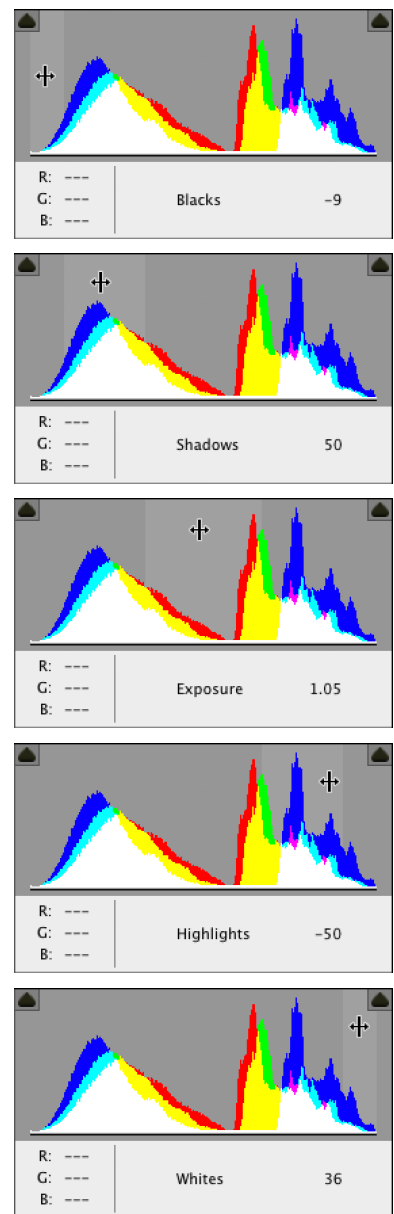 R: ---
G: --- Blacks -9
B: ---
R: ---
G: --- Shadows 50
B: ---
R: ---
G: --- Exposure 1.05
B: ---
R: ---
G: --- Highlights -50
B: ---
R: ---
G: --- Whites 36
B: ---